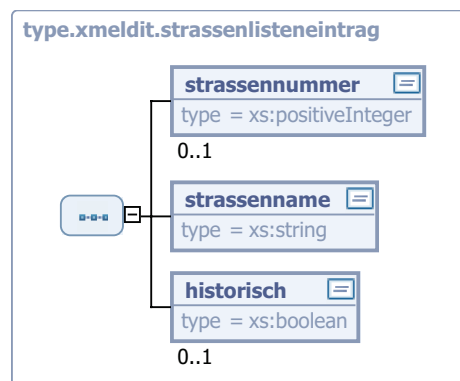 type.xmeldit.strassenlisteneintrag
strassennummer
type = xs:positiveInteger
0..1
strassenname
type = xs:string
historisch
type = xs:boolean
0..1